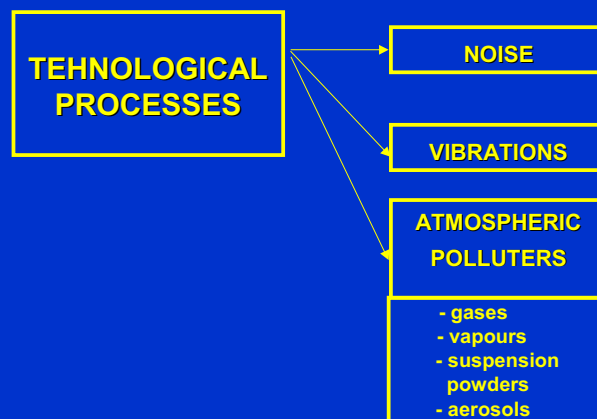 TEHNOLOGICAL
PROCESSES
NOISE
VIBRATIONS
ATMOSPHERIC
POLLUTERS
- gases
- vapours
- suspension
powders
- aerosols